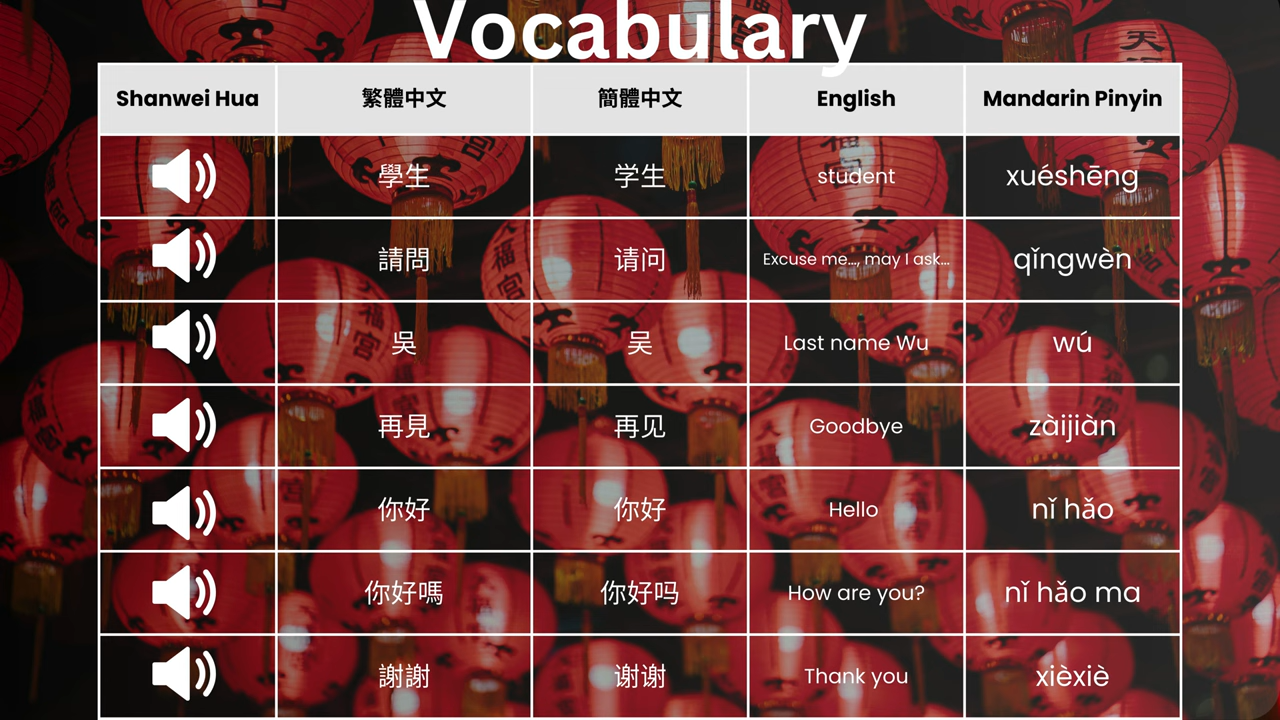 Vocabulary
Shanwei Hua 繁體中文 簡體中文 English Mandarin Pinyin
學生 学生 student xuéshēng
請問 请问 Excuse me..., may I ask... qǐngwèn
吳 吴 Last name Wu wú
再見 再见 Goodbye zàijiàn
你好 你好 Hello nǐ hǎo
你好嗎 你好吗 How are you? nǐ hǎo ma
謝謝 谢谢 Thank you xièxiè